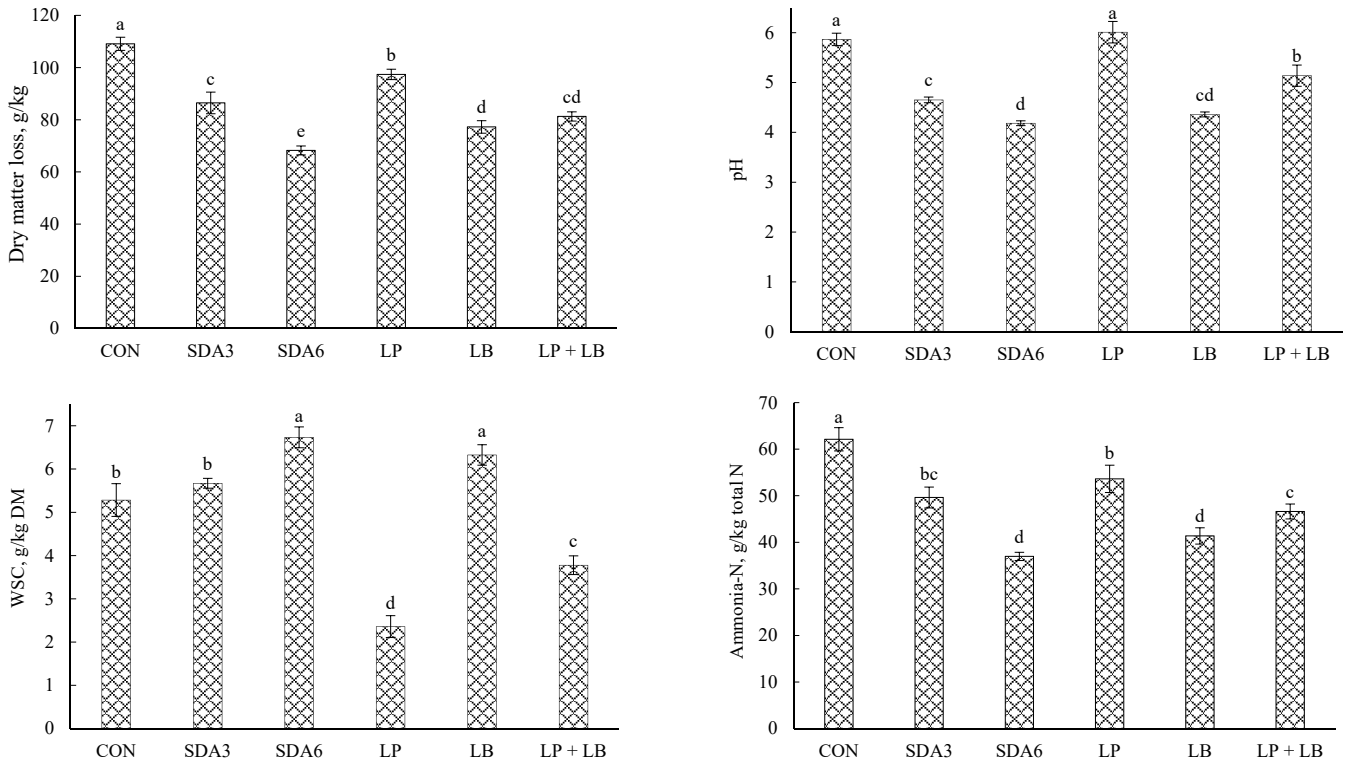 Dry matter loss, g/kg
120
100
80
60
40
20
0
a
c
e
b
d
cd
CON SDA3 SDA6 LP LB LP + LB
pH
6
5
4
3
2
1
0
a
c
d
a
cd
b
CON SDA3 SDA6 LP LB LP + LB
WSC, g/kg DM
7
6
5
4
3
2
1
0
b
b
a
d
a
c
CON SDA3 SDA6 LP LB LP + LB
Ammonia-N, g/kg total N
70
60
50
40
30
20
10
0
a
bc
d
b
d
c
CON SDA3 SDA6 LP LB LP + LB